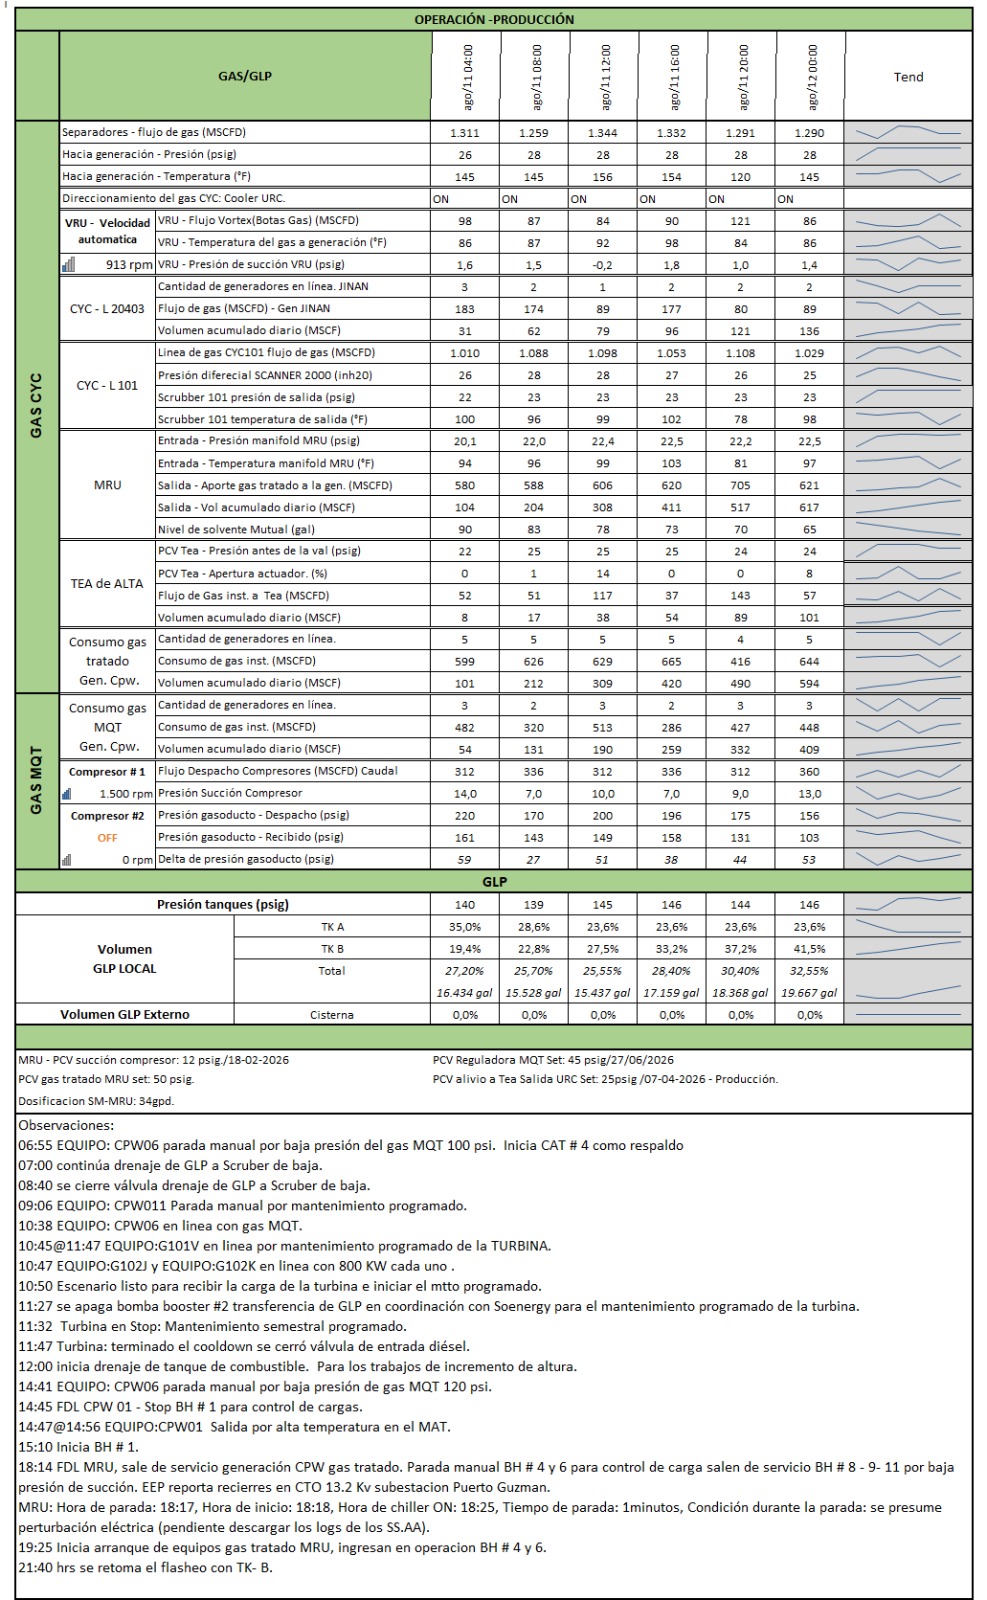 OPERACIÓN -PRODUCCIÓN
GAS/GLP ago/11 04:00 ago/11 08:00 ago/11 12:00 ago/11 16:00 ago/11 20:00 ago/12 00:00 Tend
GAS CYC
Separadores - flujo de gas (MSCFD) 1.311 1.259 1.344 1.332 1.291 1.290
Hacia generación - Presión (psig) 26 28 28 28 28 28
Hacia generación - Temperatura (°F) 145 145 156 154 120 145
Direccionamiento del gas CYC: Cooler URC. ON ON ON ON ON ON
VRU - Velocidad automatica
913 rpm
VRU - Flujo Vortex(Botas Gas) (MSCFD) 98 87 84 90 121 86
VRU - Temperatura del gas a generación (°F) 86 87 92 98 84 86
VRU - Presión de succión VRU (psig) 1,6 1,5 -0,2 1,8 1,0 1,4
CYC - L 20403
Cantidad de generadores en línea. JINAN 3 2 1 2 2 2
Flujo de gas (MSCFD) - Gen JINAN 183 174 89 177 80 89
Volumen acumulado diario (MSCF) 31 62 79 96 121 136
CYC - L 101
Linea de gas CYC101 flujo de gas (MSCFD) 1.010 1.088 1.098 1.053 1.108 1.029
Presión diferecial SCANNER 2000 (inh20) 26 28 28 27 26 25
Scrubber 101 presión de salida (psig) 22 23 23 23 23 23
Scrubber 101 temperatura de salida (°F) 100 96 99 102 78 98
MRU
Entrada - Presión manifold MRU (psig) 20,1 22,0 22,4 22,5 22,2 22,5
Entrada - Temperatura manifold MRU (°F) 94 96 99 103 81 97
Salida - Aporte gas tratado a la gen. (MSCFD) 580 588 606 620 705 621
Salida - Vol acumulado diario (MSCF) 104 204 308 411 517 617
Nivel de solvente Mutual (gal) 90 83 78 73 70 65
TEA de ALTA
PCV Tea - Presión antes de la val (psig) 22 25 25 25 24 24
PCV Tea - Apertura actuador. (%) 0 1 14 0 0 8
Flujo de Gas inst. a Tea (MSCFD) 52 51 117 37 143 57
Volumen acumulado diario (MSCF) 8 17 38 54 89 101
Consumo gas tratado Gen. Cpw.
Cantidad de generadores en línea. 5 5 5 5 4 5
Consumo de gas inst. (MSCFD) 599 626 629 665 416 644
Volumen acumulado diario (MSCF) 101 212 309 420 490 594
GAS MQT
Consumo gas MQT Gen. Cpw.
Cantidad de generadores en línea. 3 2 3 2 3 3
Consumo de gas inst. (MSCFD) 482 320 513 286 427 448
Volumen acumulado diario (MSCF) 54 131 190 259 332 409
Compresor # 1 Flujo Despacho Compresores (MSCFD) Caudal 312 336 312 336 312 360
1.500 rpm Presión Succión Compresor 14,0 7,0 10,0 7,0 9,0 13,0
Compresor #2 Presión gasoducto - Despacho (psig) 220 170 200 196 175 156
OFF Presión gasoducto - Recibido (psig) 161 143 149 158 131 103
0 rpm Delta de presión gasoducto (psig) 59 27 51 38 44 53
GLP
Presión tanques (psig) 140 139 145 146 144 146
Volumen GLP LOCAL
TK A 35,0% 28,6% 23,6% 23,6% 23,6% 23,6%
TK B 19,4% 22,8% 27,5% 33,2% 37,2% 41,5%
Total 27,20% 25,70% 25,55% 28,40% 30,40% 32,55%
16.434 gal 15.528 gal 15.437 gal 17.159 gal 18.368 gal 19.667 gal
Volumen GLP Externo Cisterna 0,0% 0,0% 0,0% 0,0% 0,0% 0,0%
MRU - PCV succión compresor: 12 psig./18-02-2026 PCV Reguladora MQT Set: 45 psig/27/06/2026
PCV gas tratado MRU set: 50 psig. PCV alivio a Tea Salida URC Set: 25psig /07-04-2026 - Producción.
Dosificacion SM-MRU: 34gpd.
Observaciones:
06:55 EQUIPO: CPW06 parada manual por baja presión del gas MQT 100 psi. Inicia CAT # 4 como respaldo
07:00 continúa drenaje de GLP a Scruber de baja.
08:40 se cierre válvula drenaje de GLP a Scruber de baja.
09:06 EQUIPO: CPW011 Parada manual por mantenimiento programado.
10:38 EQUIPO: CPW06 en linea con gas MQT.
10:45@11:47 EQUIPO:G101V en linea por mantenimiento programado de la TURBINA.
10:47 EQUIPO:G102J y EQUIPO:G102K en linea con 800 KW cada uno .
10:50 Escenario listo para recibir la carga de la turbina e iniciar el mtto programado.
11:27 se apaga bomba booster #2 transferencia de GLP en coordinación con Soenergy para el mantenimiento programado de la turbina.
11:32 Turbina en Stop: Mantenimiento semestral programado.
11:47 Turbina: terminado el cooldown se cerró válvula de entrada diésel.
12:00 inicia drenaje de tanque de combustible. Para los trabajos de incremento de altura.
14:41 EQUIPO: CPW06 parada manual por baja presión de gas MQT 120 psi.
14:45 FDL CPW 01 - Stop BH # 1 para control de cargas.
14:47@14:56 EQUIPO:CPW01 Salida por alta temperatura en el MAT.
15:10 Inicia BH # 1.
18:14 FDL MRU, sale de servicio generación CPW gas tratado. Parada manual BH # 4 y 6 para control de carga salen de servicio BH # 8 - 9- 11 por baja
presión de succión. EEP reporta recierres en CTO 13.2 Kv subestacion Puerto Guzman.
MRU: Hora de parada: 18:17, Hora de inicio: 18:18, Hora de chiller ON: 18:25, Tiempo de parada: 1minutos, Condición durante la parada: se presume
perturbación eléctrica (pendiente descargar los logs de los SS.AA).
19:25 Inicia arranque de equipos gas tratado MRU, ingresan en operacion BH # 4 y 6.
21:40 hrs se retoma el flasheo con TK- B.